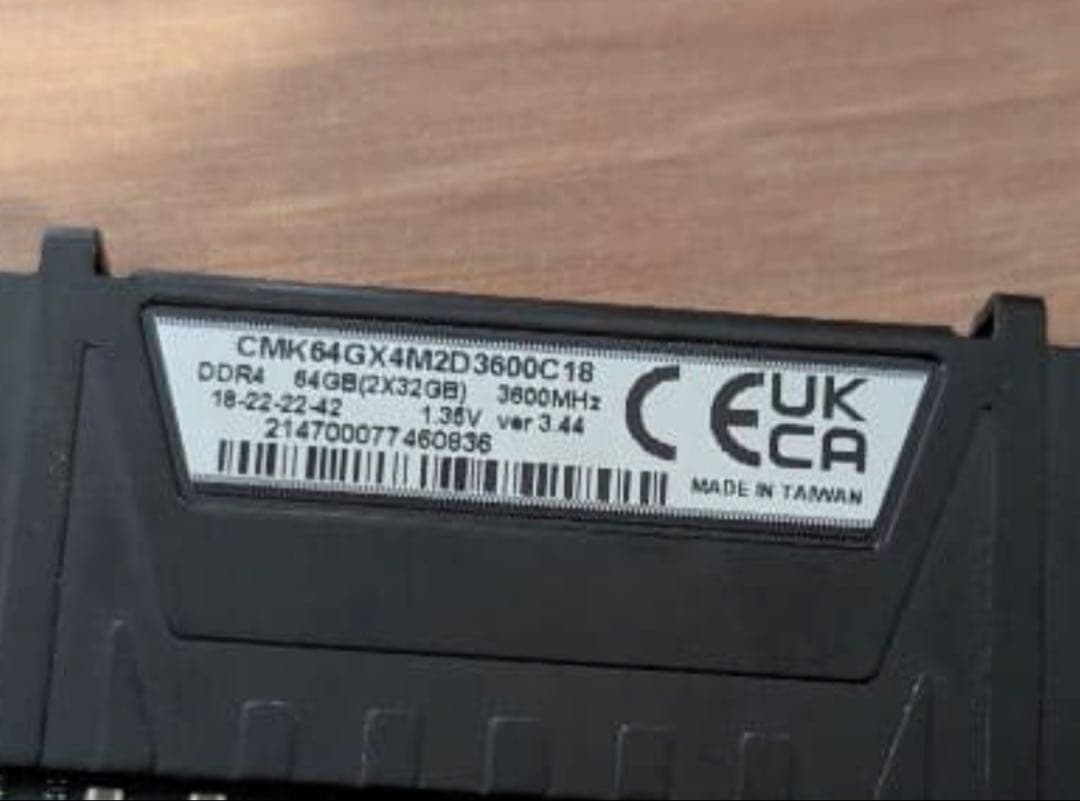 CMK64GX4M2D3600C18
DDR4 64GB(2X32GB) 3600MHz
18-22-22-42 1.35V ver 3.44
214700077460836
CE UK
CA
MADE IN TAIWAN